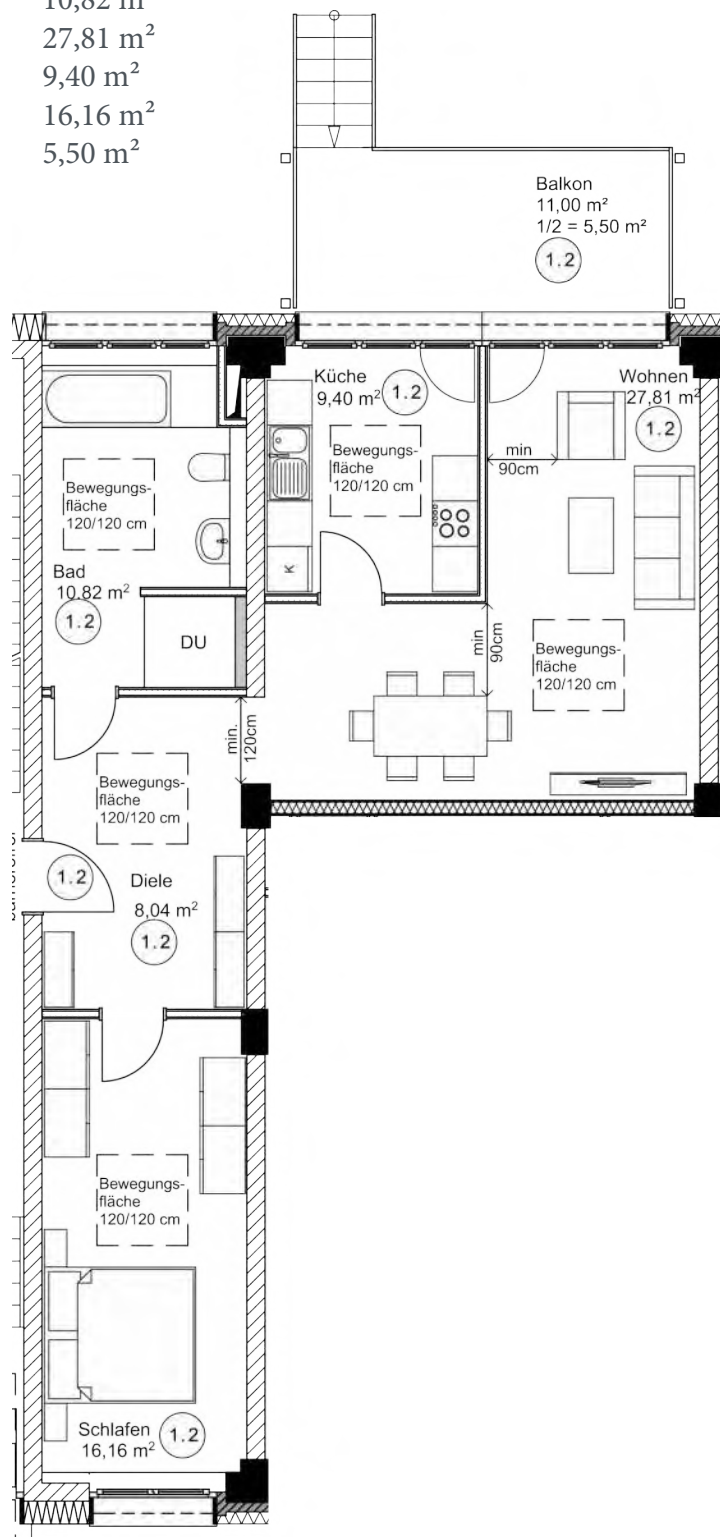 10,82 m²
27,81 m²
9,40 m²
16,16 m²
5,50 m²
Balkon
11,00 m²
1/2 = 5,50 m²
1.2
Küche
9,40 m²
1.2
Wohnen
27,81 m²
1.2
Bewegungs-
fläche
120/120 cm
min
90cm
Bewegungs-
fläche
120/120 cm
K
Bad
10.82 m²
1.2
DU
min
90cm
Bewegungs-
fläche
120/120 cm
min.
120cm
Bewegungs-
fläche
120/120 cm
1.2
Diele
8,04 m²
1.2
Bewegungs-
fläche
120/120 cm
Schlafen
16,16 m²
1.2